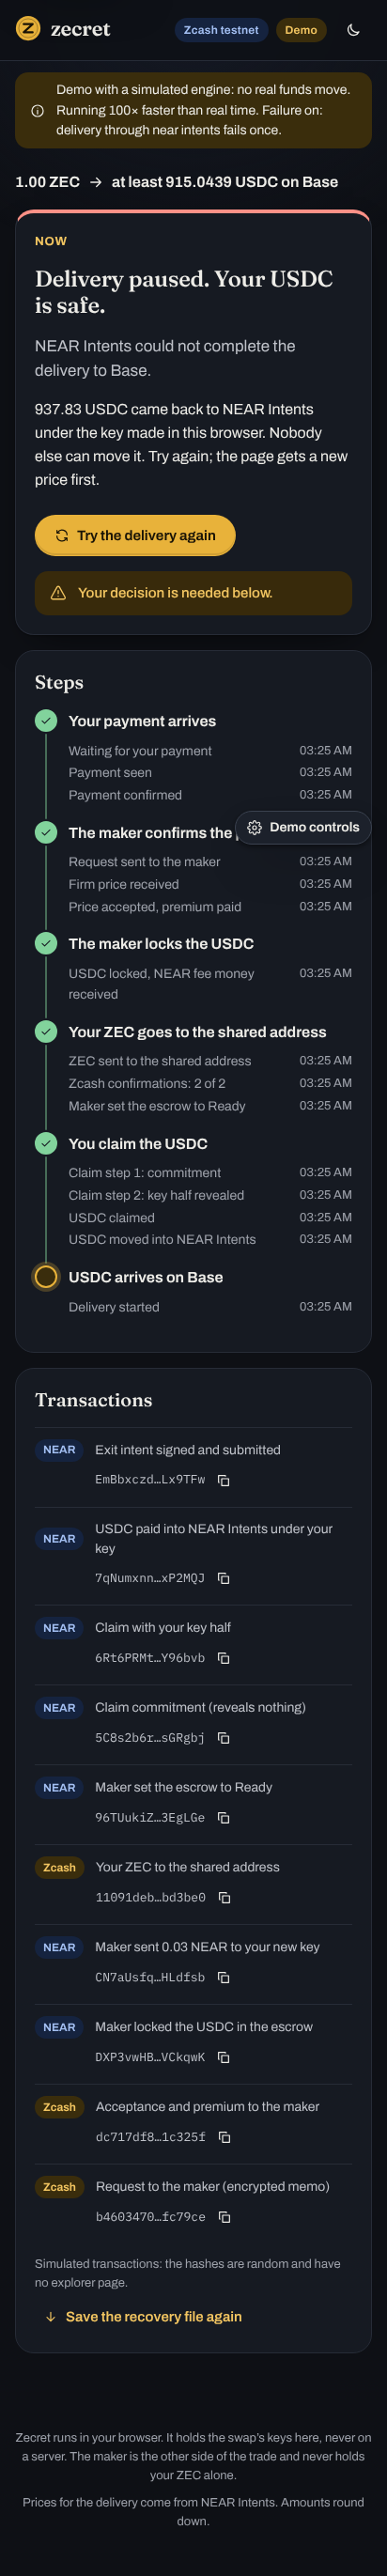 zecret
Zcash testnet
Demo
Demo with a simulated engine: no real funds move.
Running 100× faster than real time. Failure on:
delivery through near intents fails once.
1.00 ZEC → at least 915.0439 USDC on Base
NOW
Delivery paused. Your USDC
is safe.
NEAR Intents could not complete the
delivery to Base.
937.83 USDC came back to NEAR Intents
under the key made in this browser. Nobody
else can move it. Try again; the page gets a new
price first.
Try the delivery again
Your decision is needed below.
Steps
Your payment arrives
Waiting for your payment 03:25 AM
Payment seen 03:25 AM
Payment confirmed 03:25 AM
Demo controls
The maker confirms the
Request sent to the maker 03:25 AM
Firm price received 03:25 AM
Price accepted, premium paid 03:25 AM
The maker locks the USDC
USDC locked, NEAR fee money 03:25 AM
received
Your ZEC goes to the shared address
ZEC sent to the shared address 03:25 AM
Zcash confirmations: 2 of 2 03:25 AM
Maker set the escrow to Ready 03:25 AM
You claim the USDC
Claim step 1: commitment 03:25 AM
Claim step 2: key half revealed 03:25 AM
USDC claimed 03:25 AM
USDC moved into NEAR Intents 03:25 AM
USDC arrives on Base
Delivery started 03:25 AM
Transactions
NEAR Exit intent signed and submitted
EmBbxczd…Lx9TFw
NEAR USDC paid into NEAR Intents under your
key
7qNumxnn…xP2MQJ
NEAR Claim with your key half
6Rt6PRMt…Y96bvb
NEAR Claim commitment (reveals nothing)
5C8s2b6r…sGRgbj
NEAR Maker set the escrow to Ready
96TUukiZ…3EgLGe
Zcash Your ZEC to the shared address
11091deb…bd3be0
NEAR Maker sent 0.03 NEAR to your new key
CN7aUsfq…HLdfsb
NEAR Maker locked the USDC in the escrow
DXP3vwHB…VCkqwK
Zcash Acceptance and premium to the maker
dc717df8…1c325f
Zcash Request to the maker (encrypted memo)
b4603470…fc79ce
Simulated transactions: the hashes are random and have
no explorer page.
Save the recovery file again
Zecret runs in your browser. It holds the swap's keys here, never on
a server. The maker is the other side of the trade and never holds
your ZEC alone.
Prices for the delivery come from NEAR Intents. Amounts round
down.